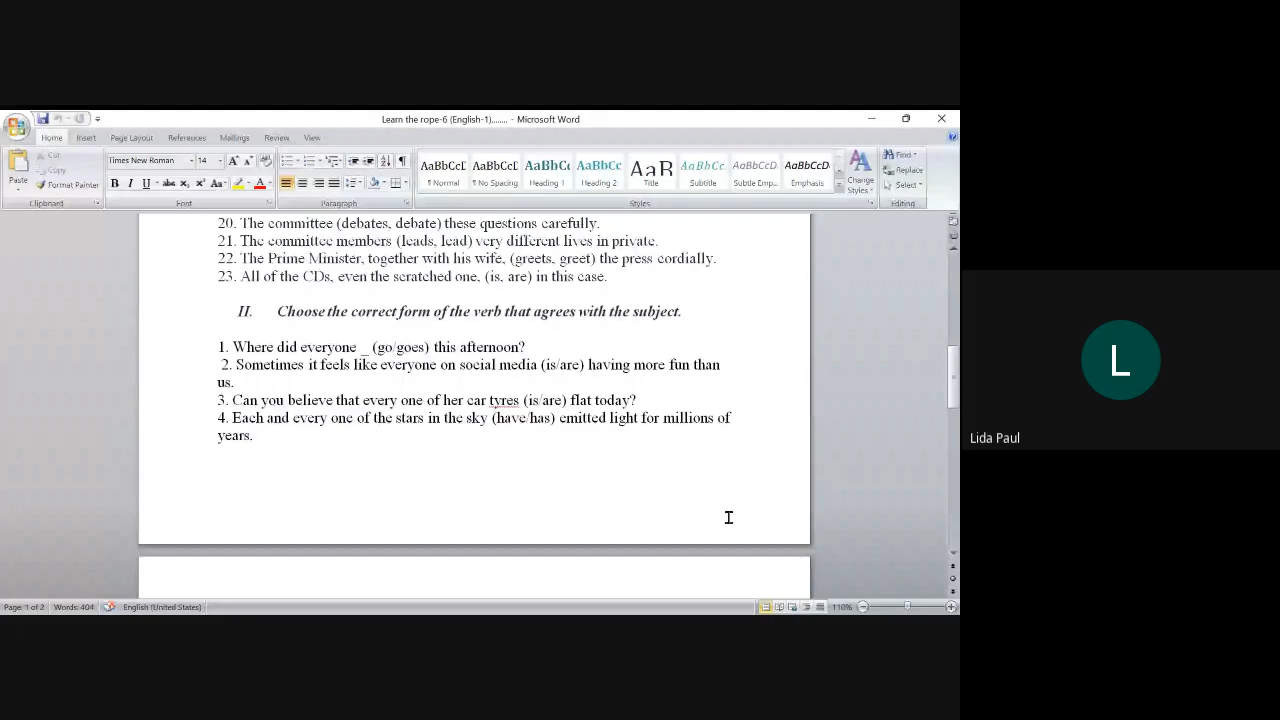 Learn the rope-6 (English-1)....... - Microsoft Word
Home Insert Page Layout References Mailings Review View
Paste
Cut
Copy
Format Painter
Times New Roman 14
B I U abc
AaBbCcI AaBbCcI AaBbCc AaBbCc AaB AaBbCc. AaBbCcD AaBbCcD
¶ Normal ¶ No Spacing Heading 1 Heading 2 Title Subtitle Subtle Emp... Emphasis
Change
Styles
Find
Replace
Select
Clipboard Font Paragraph Styles Editing
20. The committee (debates, debate) these questions carefully.
21. The committee members (leads, lead) very different lives in private.
22. The Prime Minister, together with his wife, (greets, greet) the press cordially.
23. All of the CDs, even the scratched one, (is, are) in this case.
II. Choose the correct form of the verb that agrees with the subject.
1. Where did everyone _ (go/goes) this afternoon?
2. Sometimes it feels like everyone on social media (is/are) having more fun than
us.
3. Can you believe that every one of her car tyres (is/are) flat today?
4. Each and every one of the stars in the sky (have/has) emitted light for millions of
years.
L
Lida Paul
Page: 1 of 2 Words: 404 English (United States) 110%